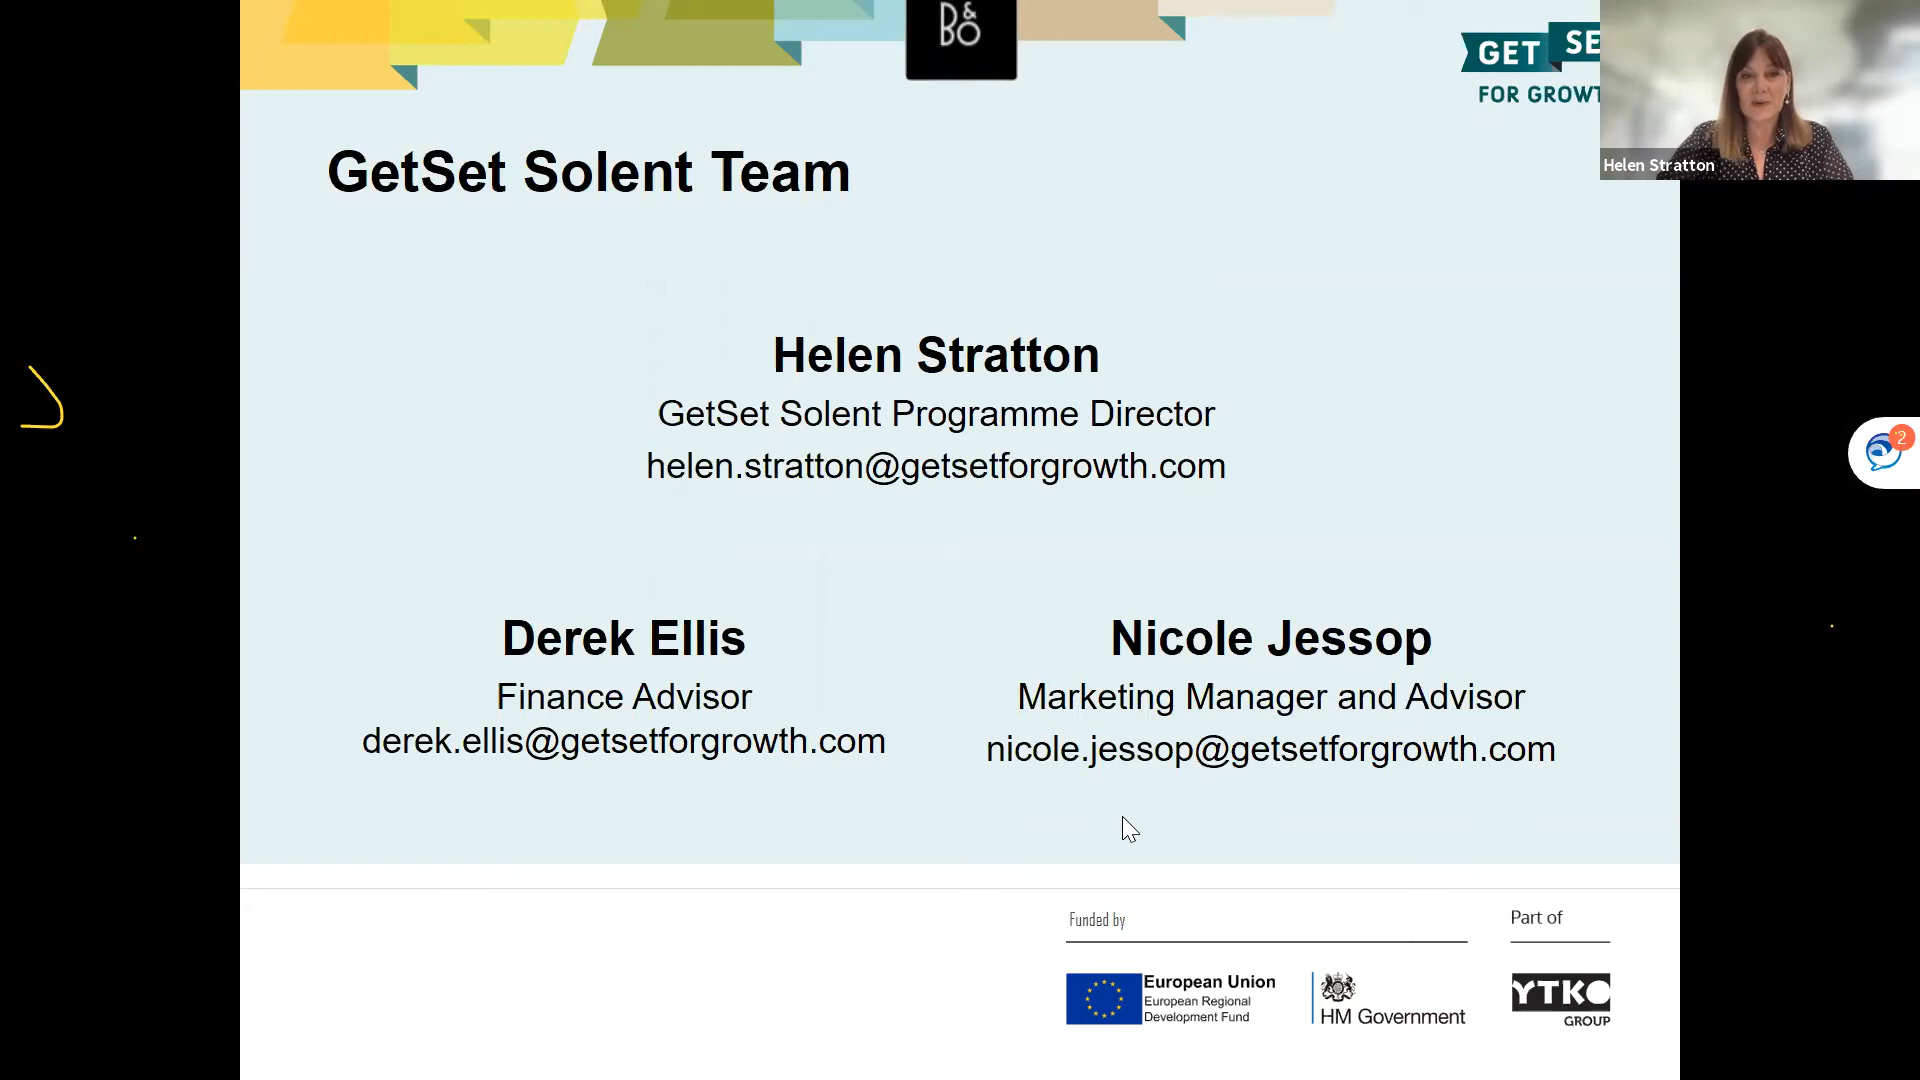 B&O
GET SE
FOR GROWT
Helen Stratton
GetSet Solent Team
Helen Stratton
GetSet Solent Programme Director
helen.stratton@getsetforgrowth.com
2
Derek Ellis
Finance Advisor
derek.ellis@getsetforgrowth.com
Nicole Jessop
Marketing Manager and Advisor
nicole.jessop@getsetforgrowth.com
Funded by
Part of
European Union
European Regional
Development Fund
HM Government
YTKO
GROUP